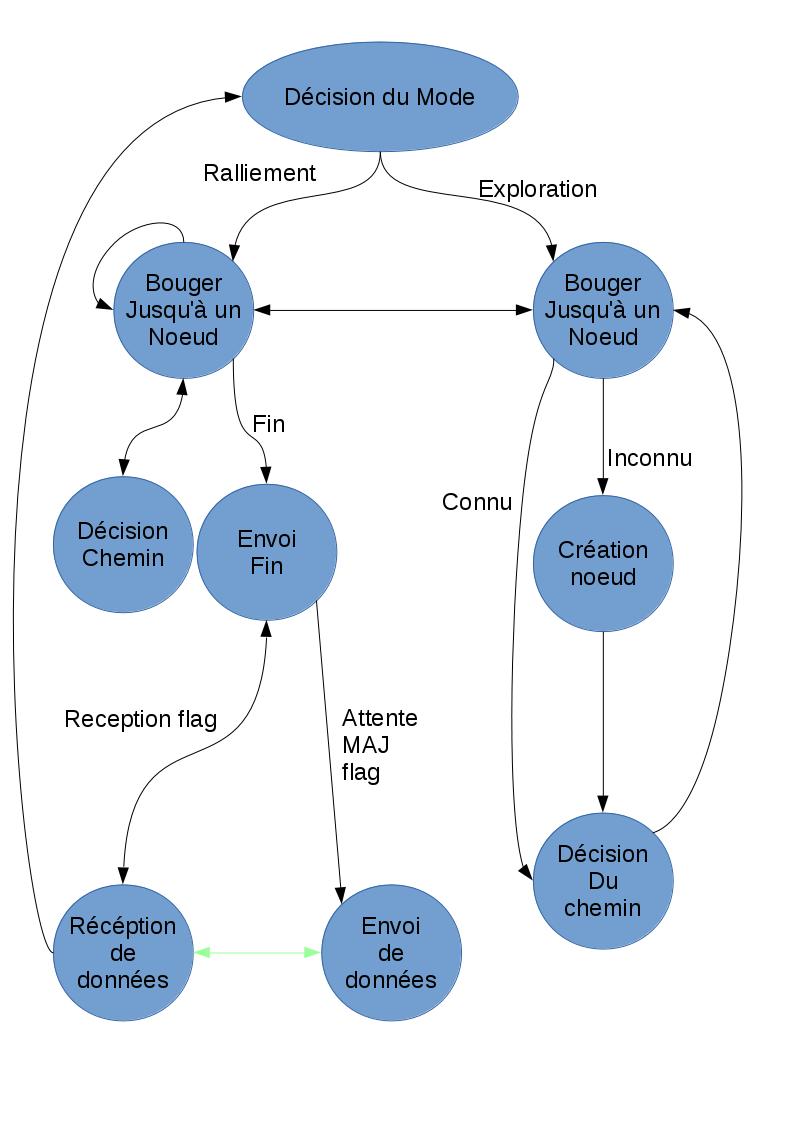 Décision du Mode
Ralliement
Exploration
Bouger
Jusqu'à un
Noeud
Bouger
Jusqu'à un
Noeud
Fin
Inconnu
Connu
Décision
Chemin
Envoi
Fin
Création
noeud
Reception flag
Attente
MAJ
flag
Décision
Du
chemin
Récéption
de
données
Envoi
de
données